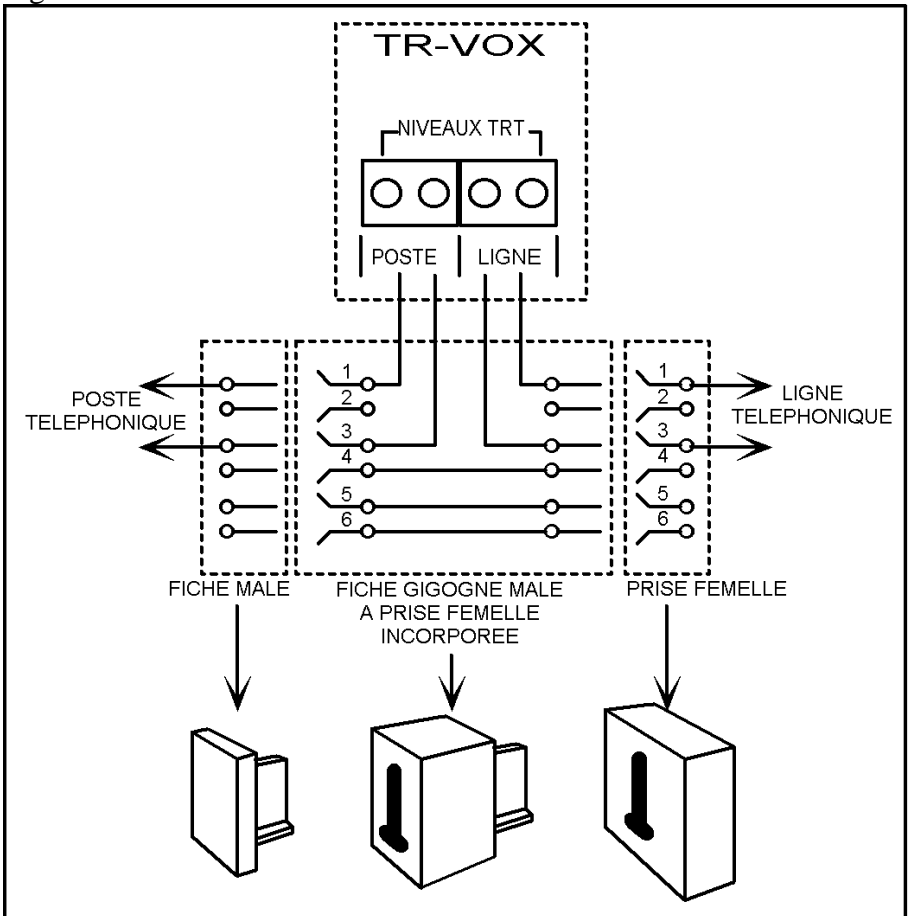 TR-VOX
NIVEAUX TRT
POSTE
LIGNE
POSTE
TELEPHONIQUE
1
2
3
4
5
6
1
2
3
4
5
6
LIGNE
TELEPHONIQUE
FICHE MALE
FICHE GIGOGNE MALE
A PRISE FEMELLE
INCORPOREE
PRISE FEMELLE